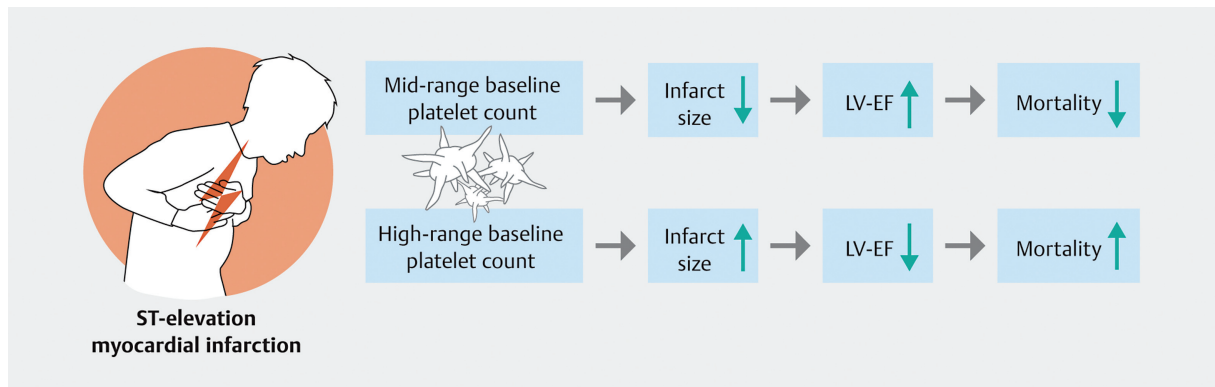 Mid-range baseline
platelet count
Infarct
size
LV-EF
Mortality
High-range baseline
platelet count
Infarct
size
LV-EF
Mortality
ST-elevation
myocardial infarction